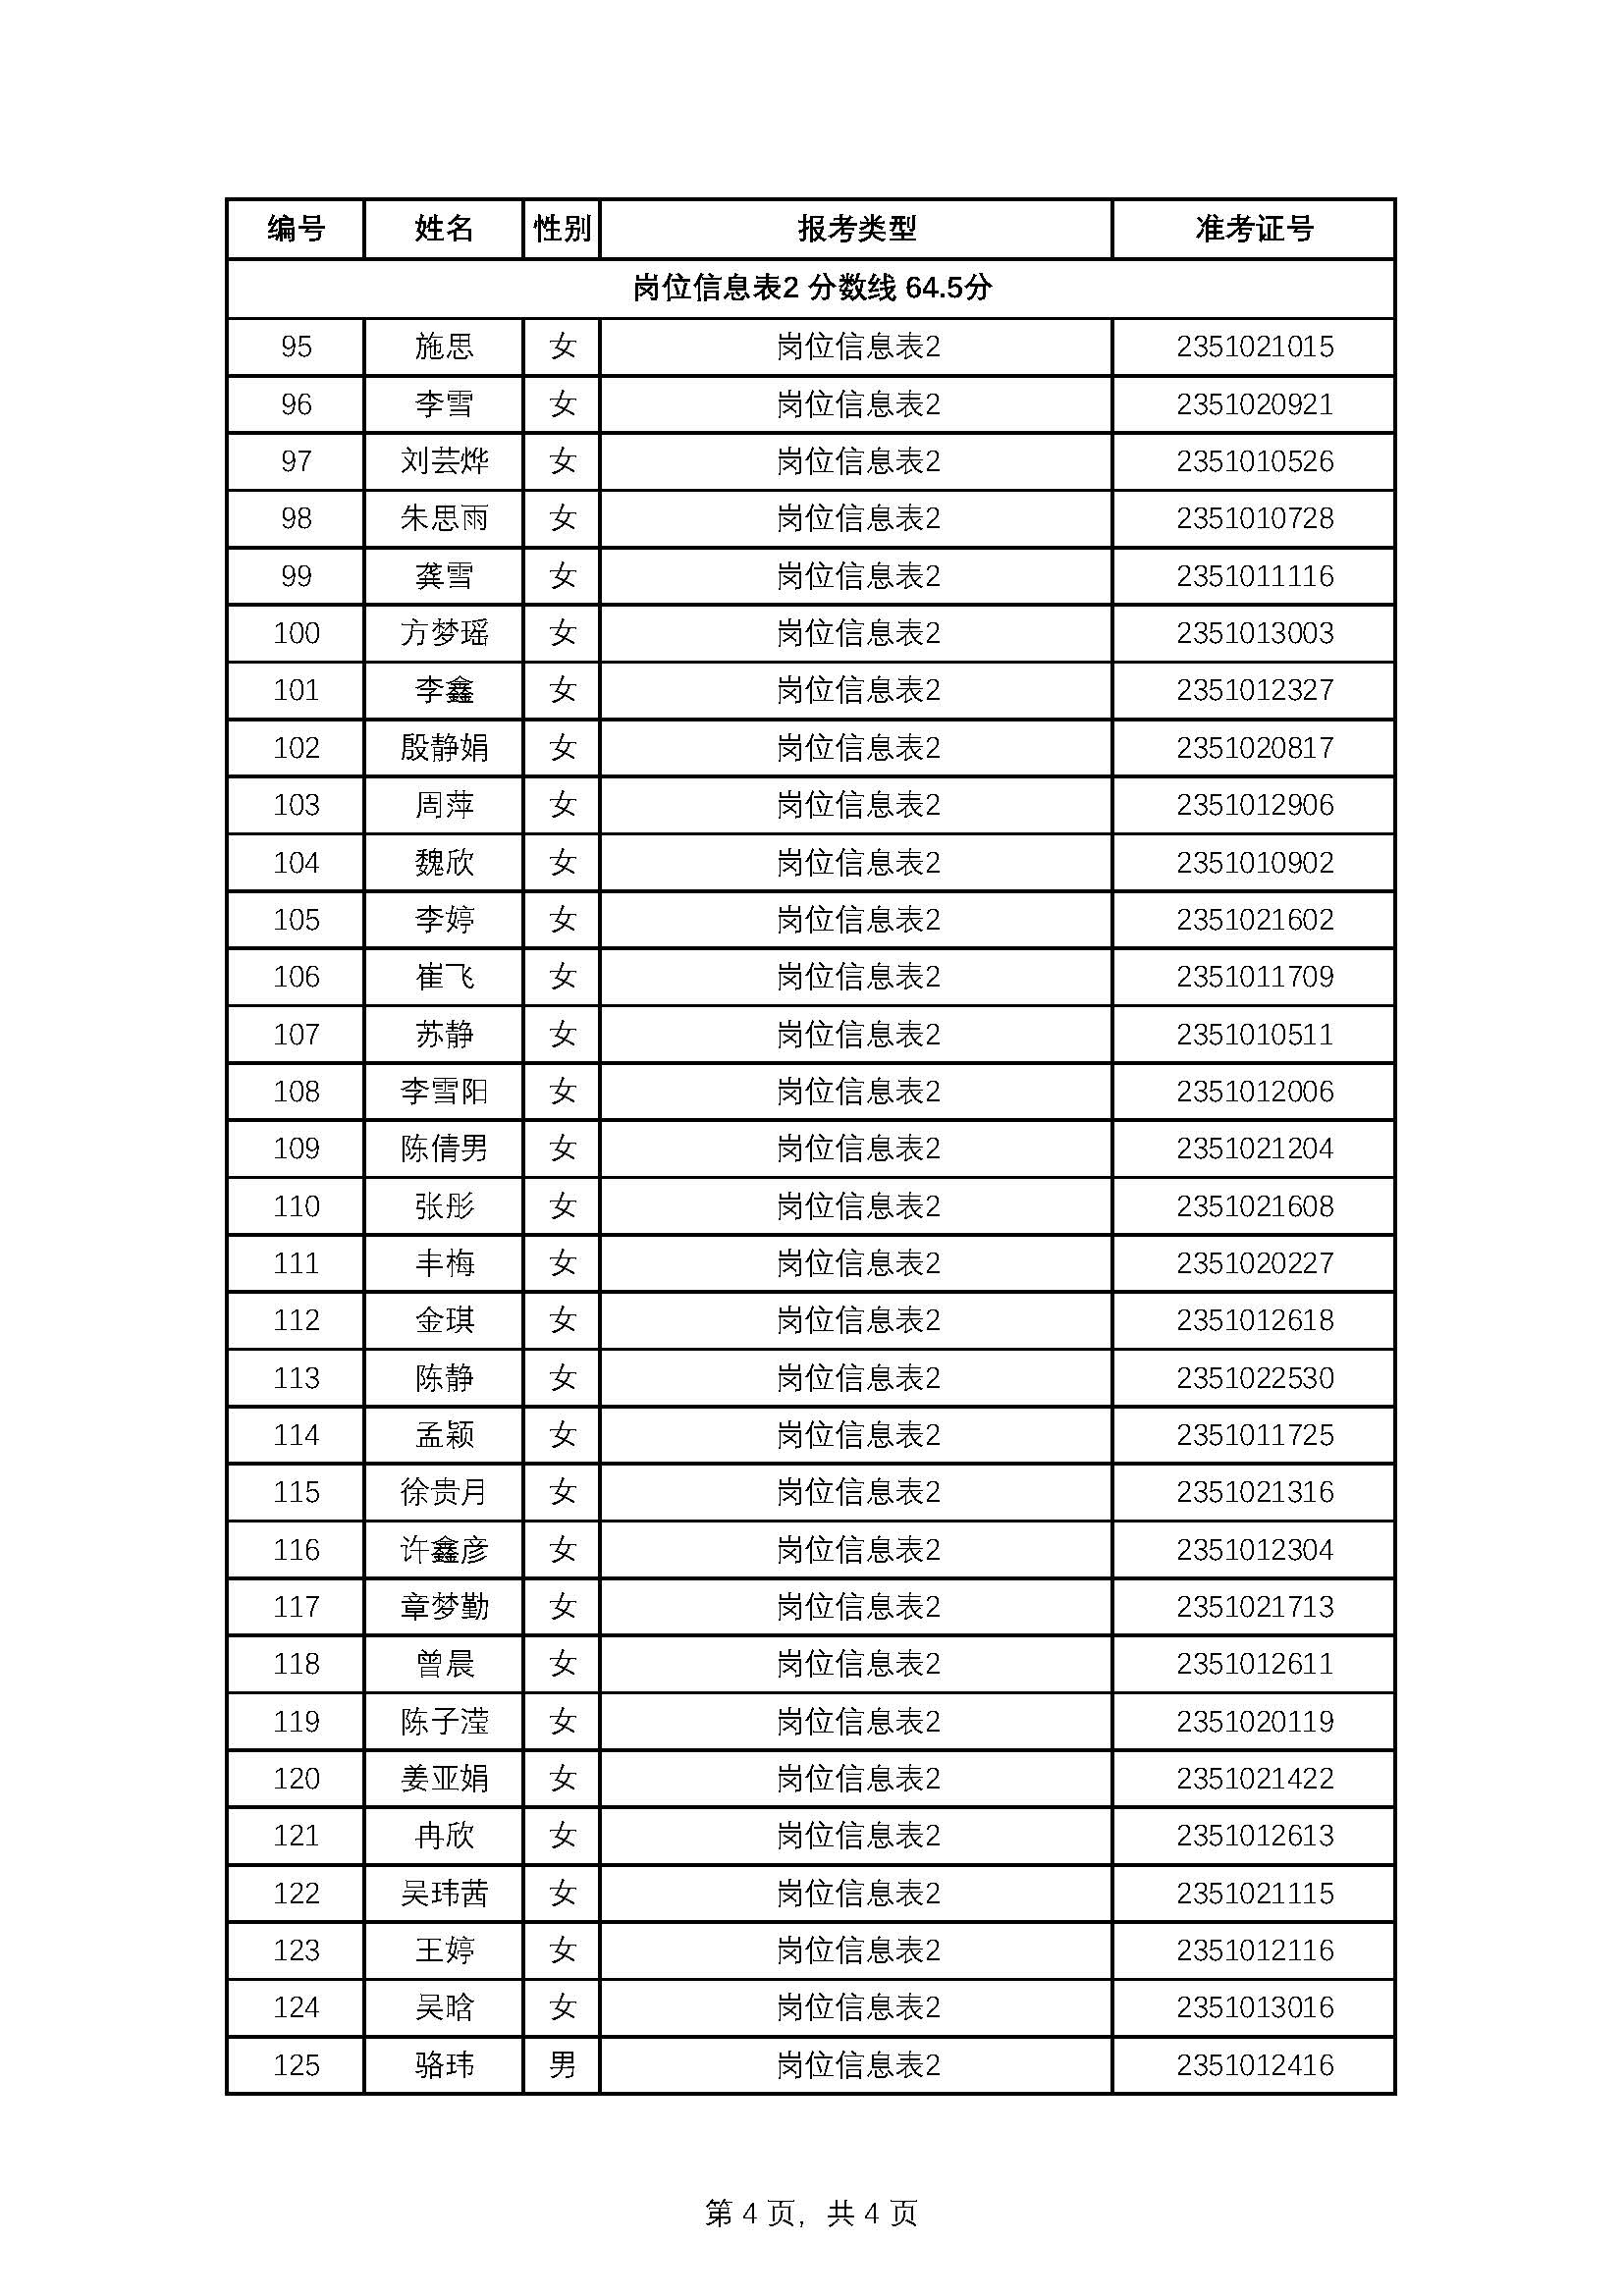 编号 姓名 性别 报考类型 准考证号
岗位信息表2 分数线 64.5分
95 施思 女 岗位信息表2 2351021015
96 李雪 女 岗位信息表2 2351020921
97 刘芸烨 女 岗位信息表2 2351010526
98 朱思雨 女 岗位信息表2 2351010728
99 龚雪 女 岗位信息表2 2351011116
100 方梦瑶 女 岗位信息表2 2351013003
101 李鑫 女 岗位信息表2 2351012327
102 殷静娟 女 岗位信息表2 2351020817
103 周萍 女 岗位信息表2 2351012906
104 魏欣 女 岗位信息表2 2351010902
105 李婷 女 岗位信息表2 2351021602
106 崔飞 女 岗位信息表2 2351011709
107 苏静 女 岗位信息表2 2351010511
108 李雪阳 女 岗位信息表2 2351012006
109 陈倩男 女 岗位信息表2 2351021204
110 张彤 女 岗位信息表2 2351021608
111 丰梅 女 岗位信息表2 2351020227
112 金琪 女 岗位信息表2 2351012618
113 陈静 女 岗位信息表2 2351022530
114 孟颖 女 岗位信息表2 2351011725
115 徐贵月 女 岗位信息表2 2351021316
116 许鑫彦 女 岗位信息表2 2351012304
117 章梦勤 女 岗位信息表2 2351021713
118 曾晨 女 岗位信息表2 2351012611
119 陈子滢 女 岗位信息表2 2351020119
120 姜亚娟 女 岗位信息表2 2351021422
121 冉欣 女 岗位信息表2 2351012613
122 吴玮茜 女 岗位信息表2 2351021115
123 王婷 女 岗位信息表2 2351012116
124 吴晗 女 岗位信息表2 2351013016
125 骆玮 男 岗位信息表2 2351012416
第 4 页，共 4 页